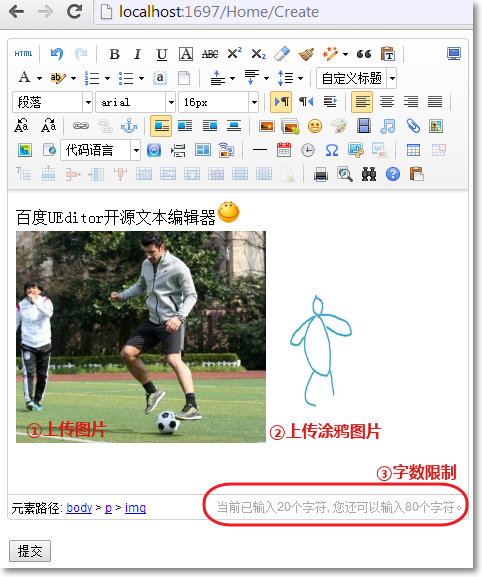 localhost:1697/Home/Create
HTML B I U A ABC X² X₂
A ab 自定义标题
段落 arial 16px
代码语言
百度UEditor开源文本编辑器
①上传图片
②上传涂鸦图片
③字数限制
元素路径: body > p > img 当前已输入20个字符, 您还可以输入80个字符。
提交